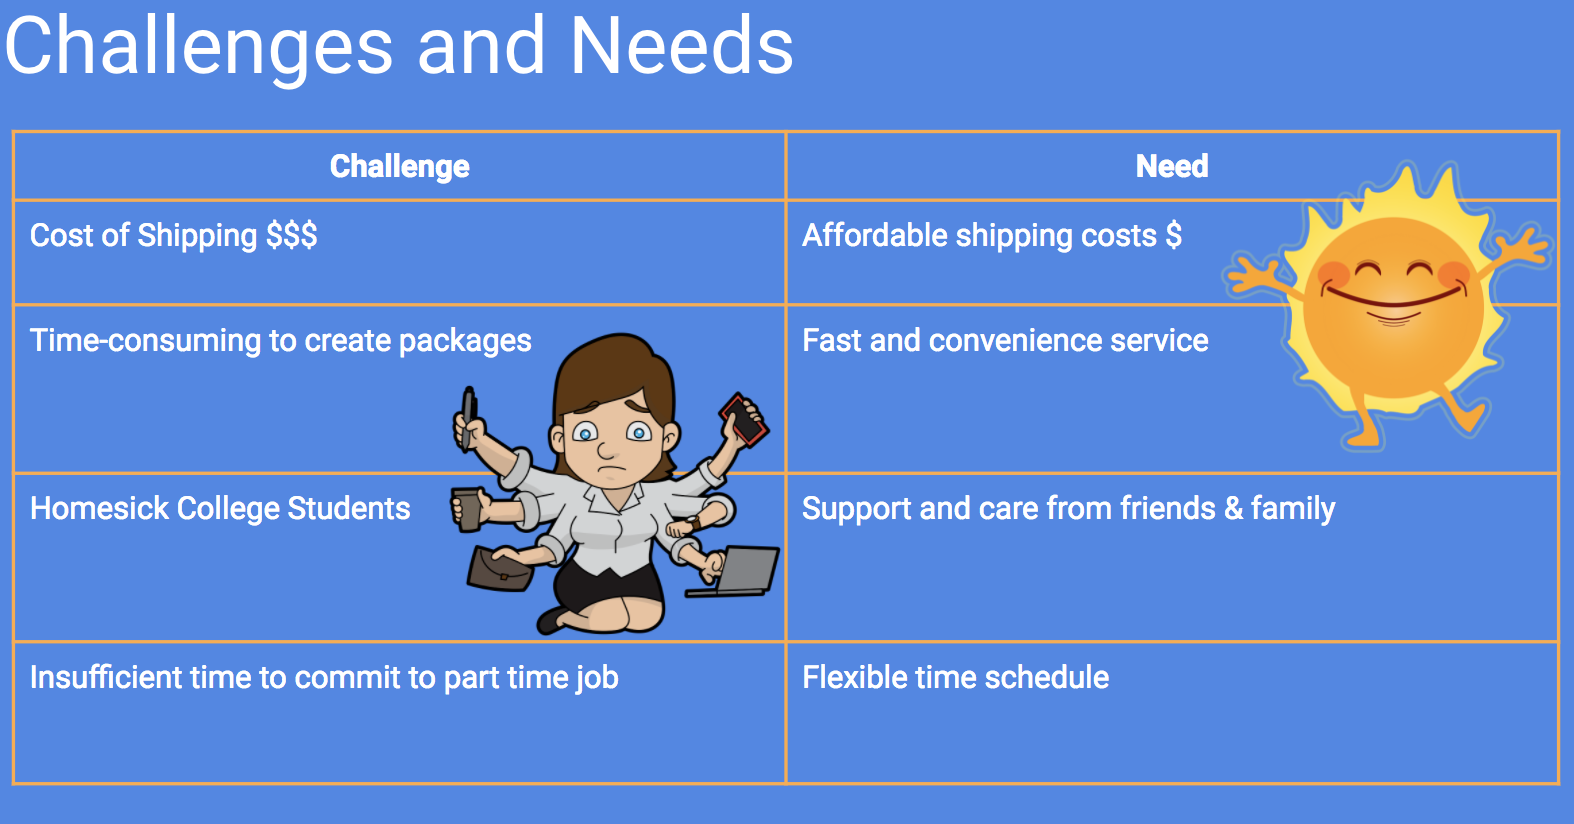 Challenges and Needs
Challenge
Need
Cost of Shipping $$$
Affordable shipping costs $
Time-consuming to create packages
Fast and convenience service
Homesick College Students
Support and care from friends & family
Insufficient time to commit to part time job
Flexible time schedule